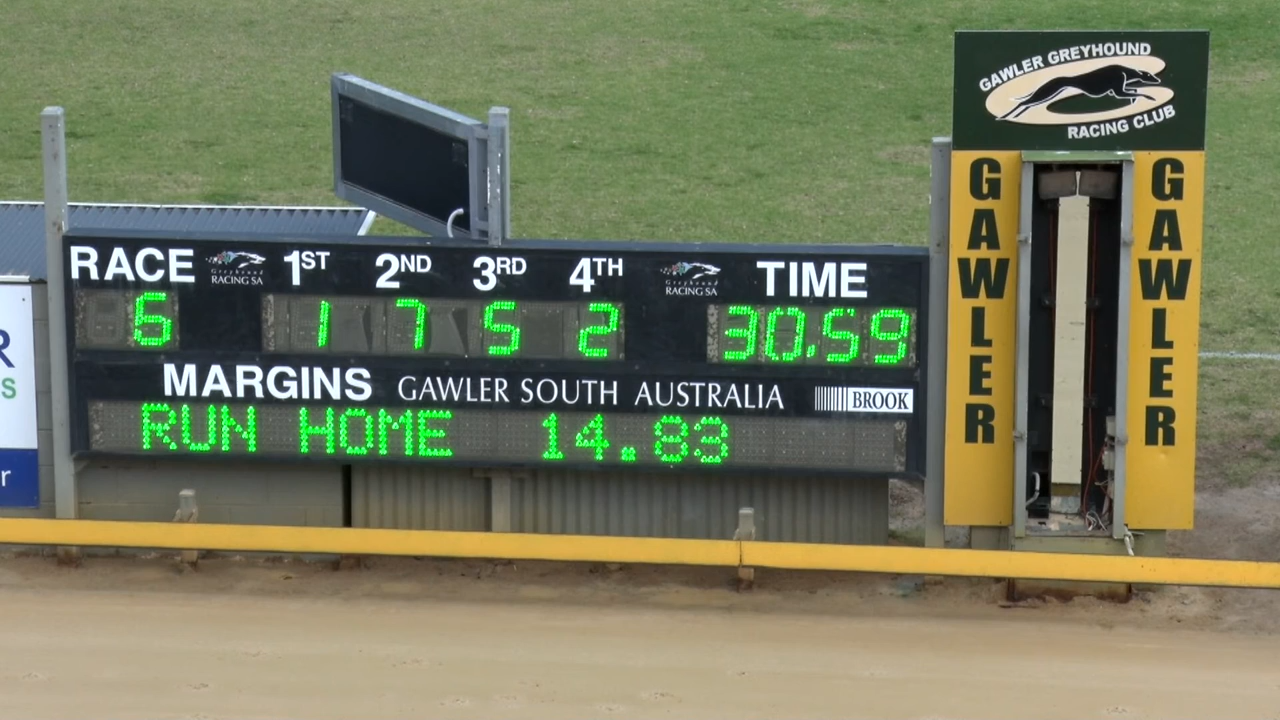 GAWLER GREYHOUND
RACING CLUB
RACE 1ST 2ND 3RD 4TH TIME
Greyhound RACING SA
Greyhound RACING SA
6 1 7 5 2 30.59
MARGINS GAWLER SOUTH AUSTRALIA BROOK
RUN HOME 14.83
GAWLER
GAWLER
R
S
r